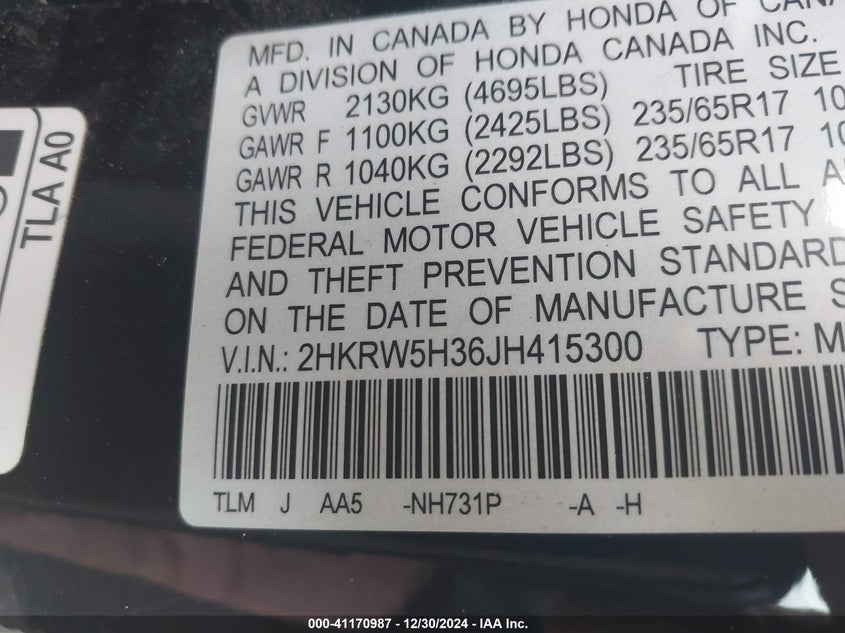 MFD. IN CANADA BY HONDA OF
A DIVISION OF HONDA CANADA INC.
GVWR 2130KG (4695LBS) TIRE SIZE
GAWR F 1100KG (2425LBS) 235/65R17
GAWR R 1040KG (2292LBS) 235/65R17
THIS VEHICLE CONFORMS TO ALL
FEDERAL MOTOR VEHICLE SAFETY
AND THEFT PREVENTION STANDARD
ON THE DATE OF MANUFACTURE
V.I.N.: 2HKRW5H36JH415300 TYPE:
TLM J AA5 -NH731P -A -H
TLA A0
000-41170987 - 12/30/2024 - IAA Inc.